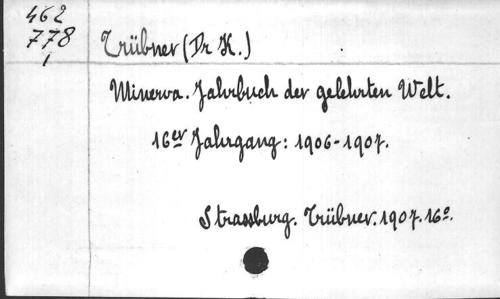 462
778
1
Trübner (Dr K.)
Minerva. Jahrbuch der gelehrten Welt.
16er Jahrgang: 1906-1907.
Strassburg. Trübner. 1907. 16º.